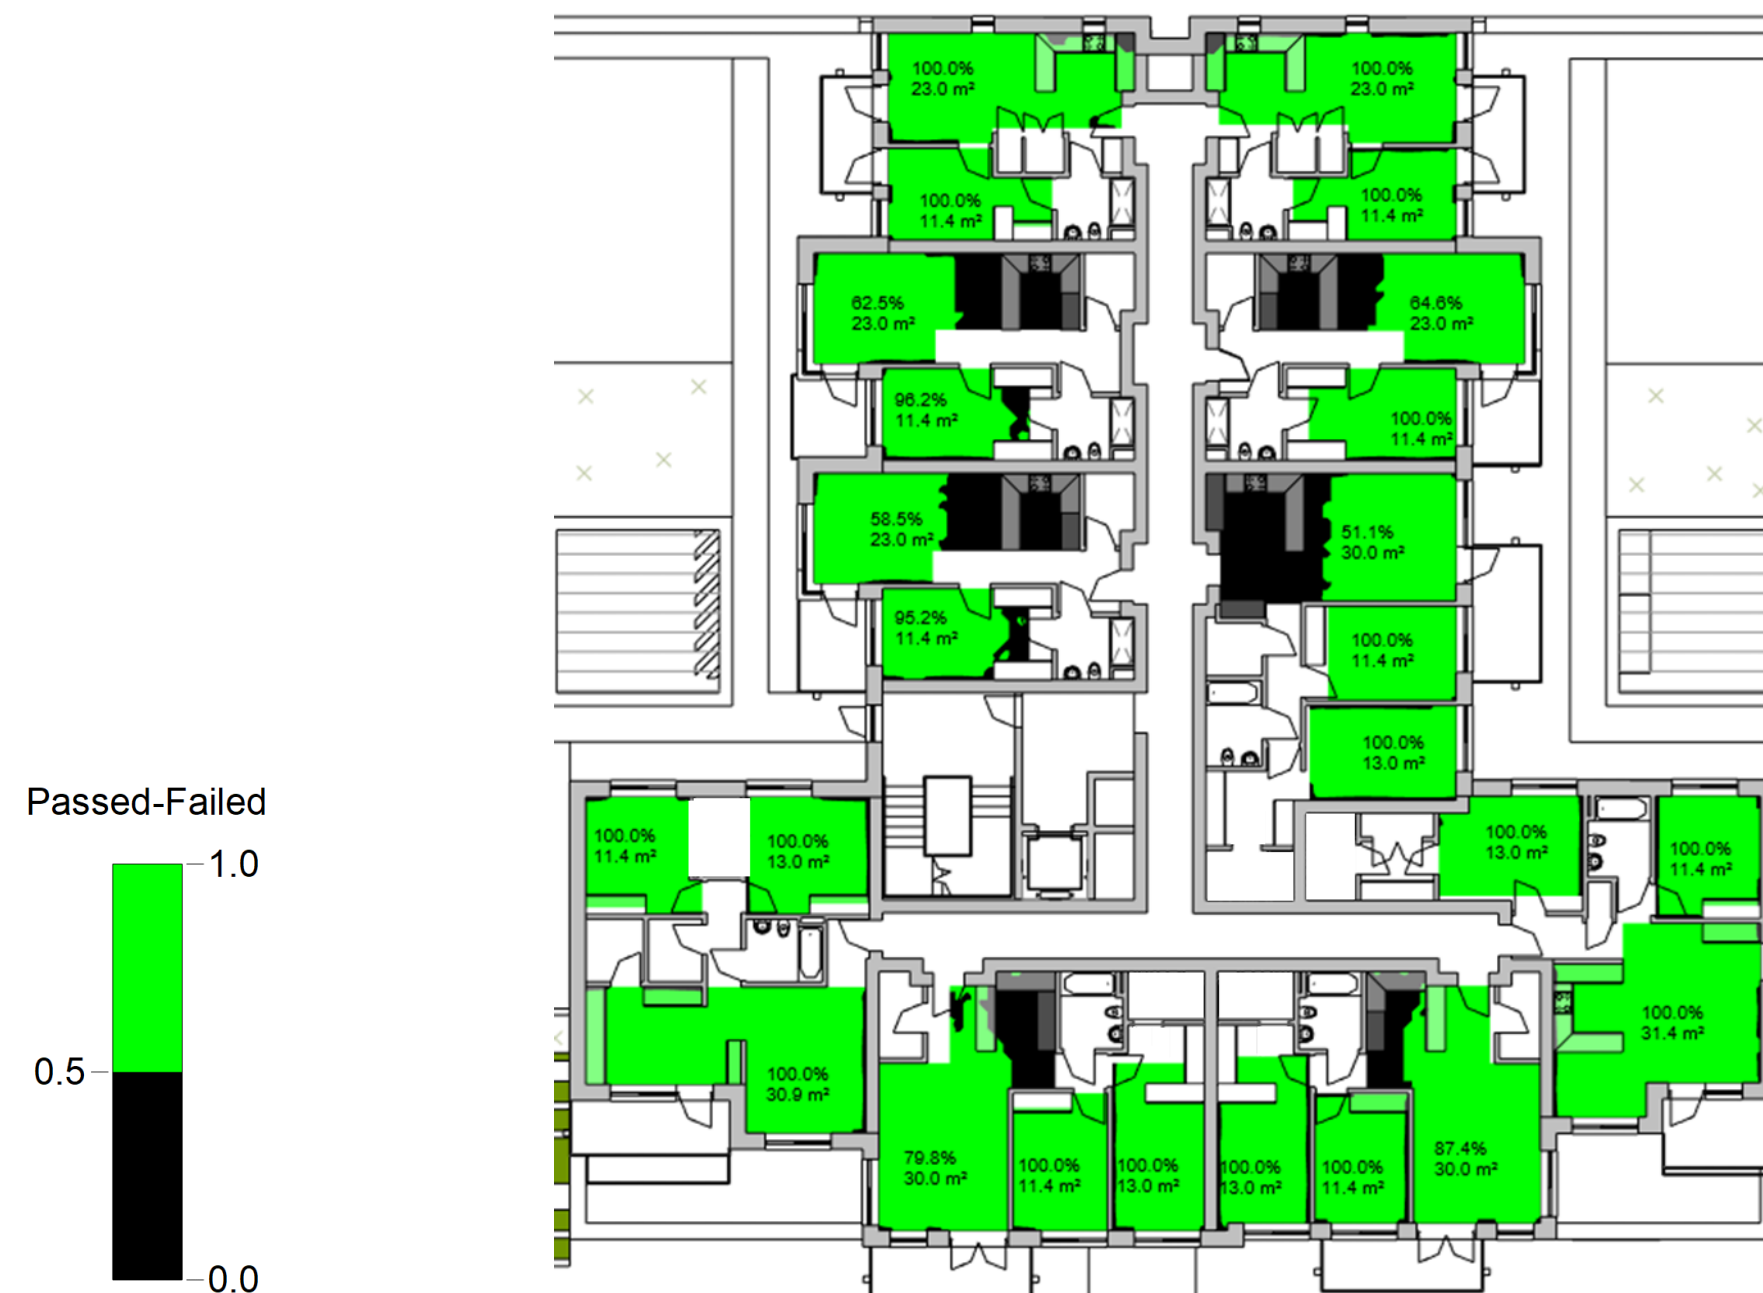 Passed-Failed
1.0
0.5
0.0
100.0%
23.0 m²
100.0%
23.0 m²
100.0%
11.4 m²
100.0%
11.4 m²
62.5%
23.0 m²
64.6%
23.0 m²
96.2%
11.4 m²
100.0%
11.4 m²
58.5%
23.0 m²
51.1%
30.0 m²
95.2%
11.4 m²
100.0%
11.4 m²
100.0%
13.0 m²
100.0%
11.4 m²
100.0%
13.0 m²
100.0%
13.0 m²
100.0%
11.4 m²
100.0%
31.4 m²
100.0%
30.9 m²
79.8%
30.0 m²
100.0%
11.4 m²
100.0%
13.0 m²
100.0%
13.0 m²
100.0%
11.4 m²
87.4%
30.0 m²